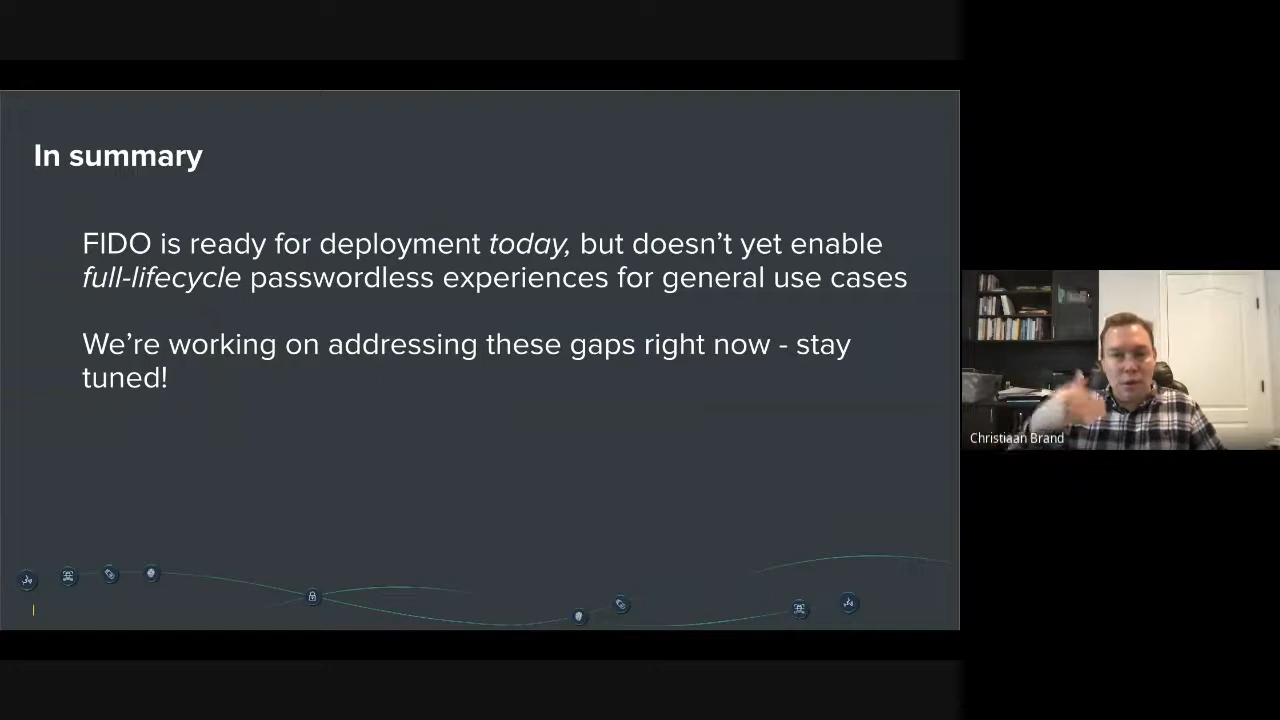 In summary
FIDO is ready for deployment today, but doesn’t yet enable
full-lifecycle passwordless experiences for general use cases
We’re working on addressing these gaps right now - stay
tuned!
Christiaan Brand